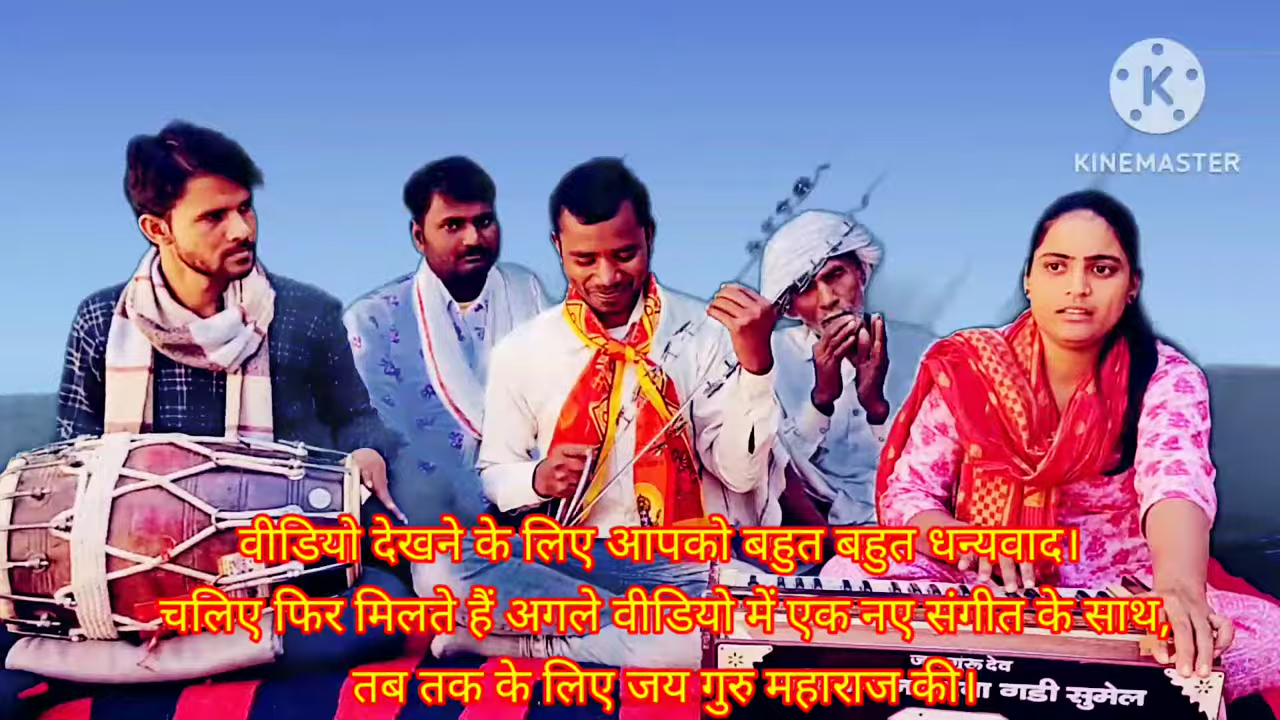 KINEMASTER
वीडियो देखने के लिए आपको बहुत बहुत धन्यवाद।
चलिए फिर मिलते हैं अगले वीडियो में एक नए संगीत के साथ,
तब तक के लिए जय गुरु महाराज की।
गुरू देव
गडी सुमेल